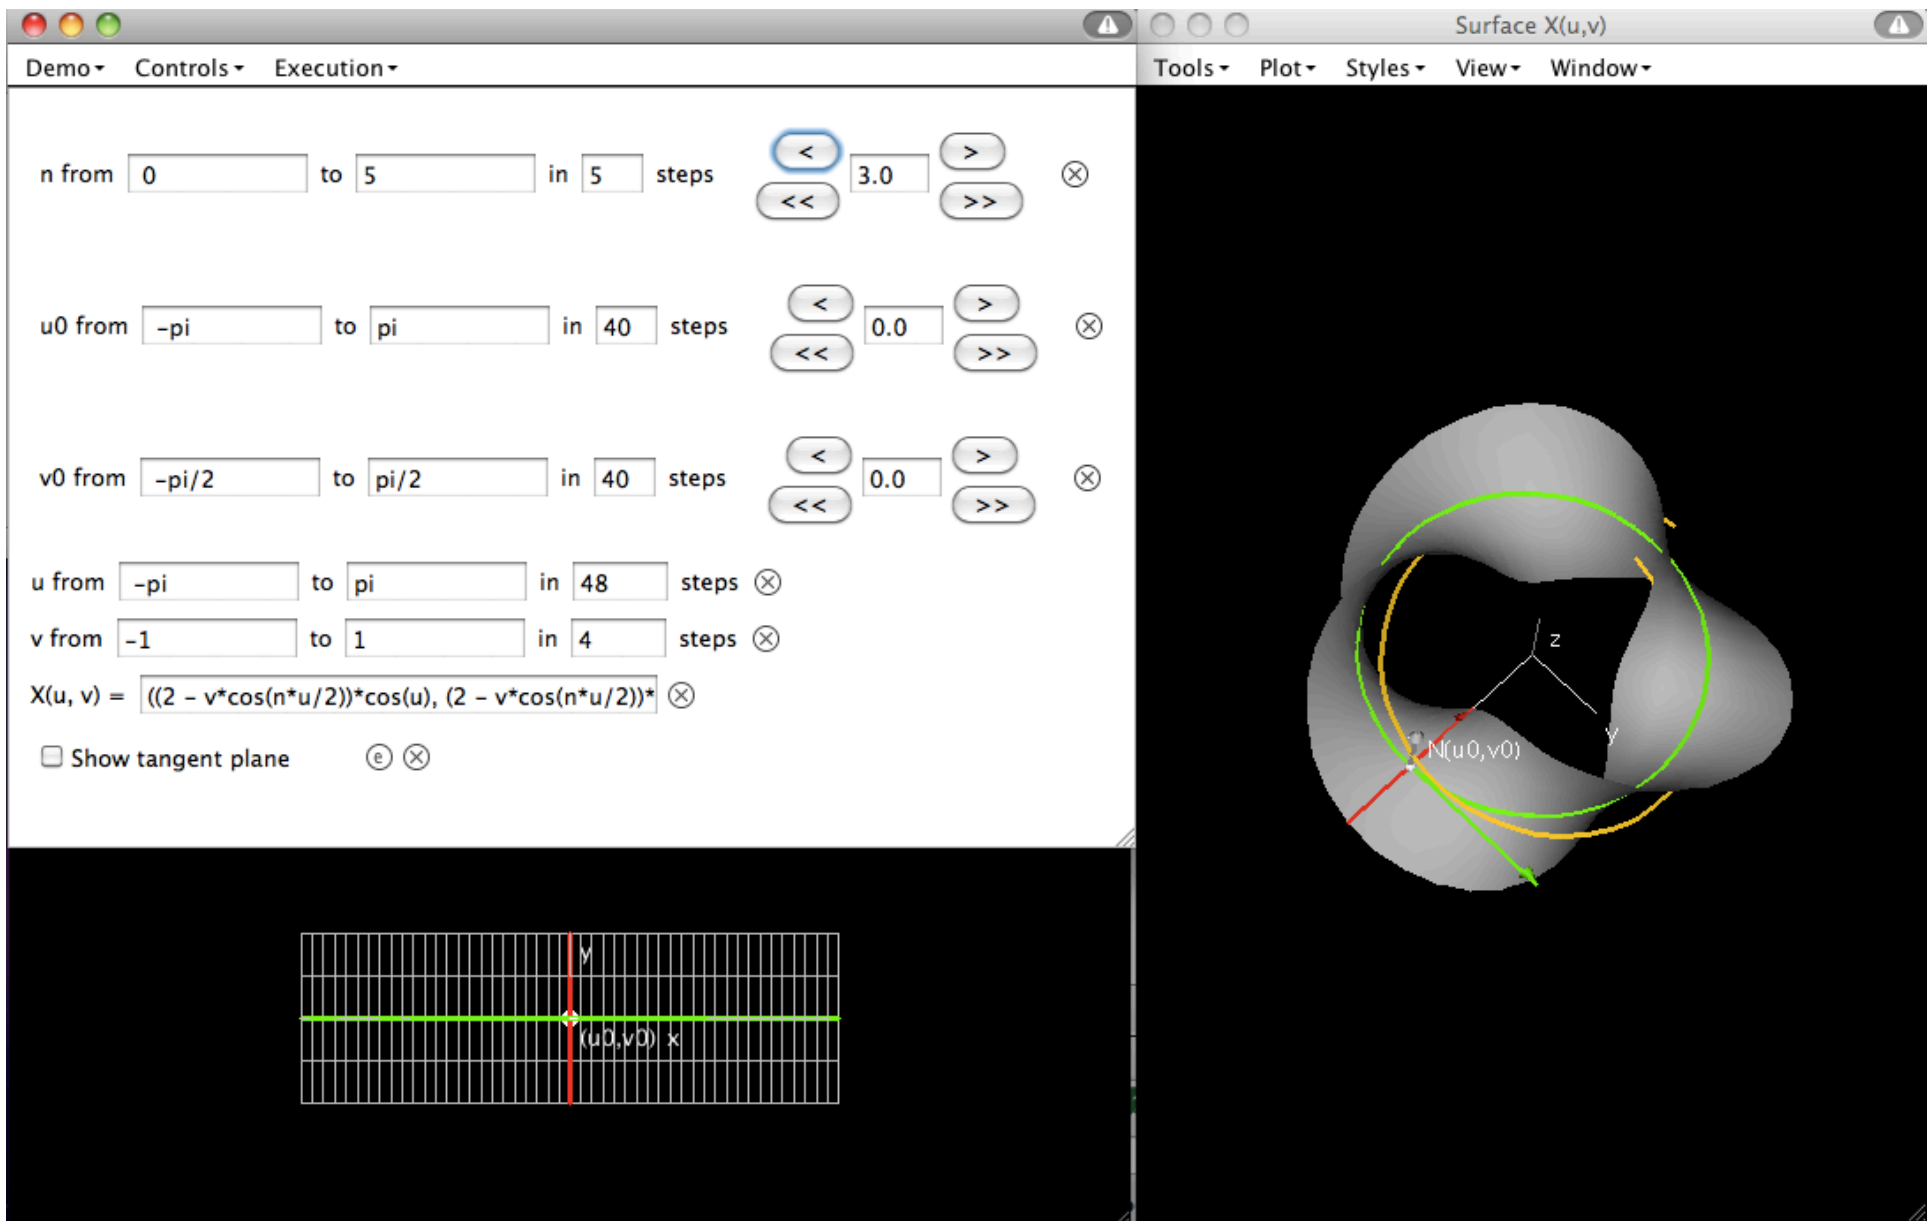 Surface X(u,v)
Demo Controls Execution
Tools Plot Styles View Window
n from 0 to 5 in 5 steps < 3.0 >
<< >>
u0 from -pi to pi in 40 steps < 0.0 >
<< >>
v0 from -pi/2 to pi/2 in 40 steps < 0.0 >
<< >>
u from -pi to pi in 48 steps
v from -1 to 1 in 4 steps
X(u, v) = ((2 - v*cos(n*u/2))*cos(u), (2 - v*cos(n*u/2))*
Show tangent plane e
z
y
N(u0,v0)
y
(u0,v0) x